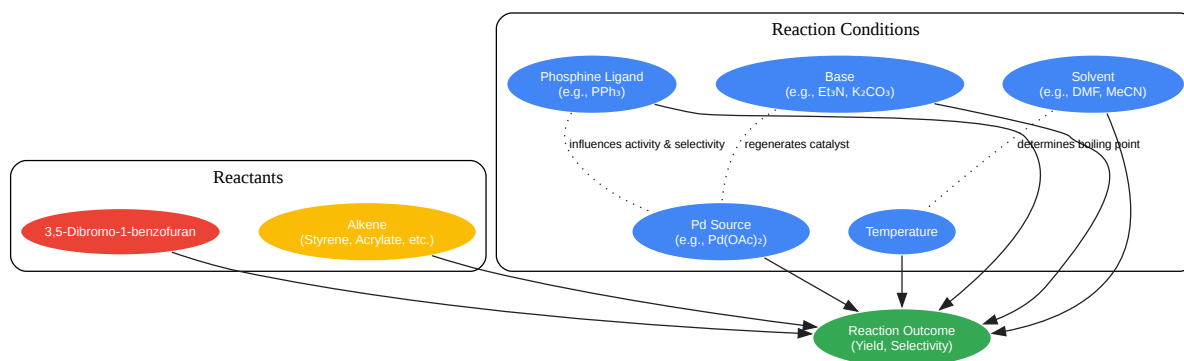 Reaction Conditions
Phosphine Ligand
(e.g., PPh₃)
Base
(e.g., Et₃N, K₂CO₃)
Solvent
(e.g., DMF, MeCN)
influences activity & selectivity
regenerates catalyst
determines boiling point
Reactants
3,5-Dibromo-1-benzofuran
Alkene
(Styrene, Acrylate, etc.)
Pd Source
(e.g., Pd(OAc)₂)
Temperature
Reaction Outcome
(Yield, Selectivity)